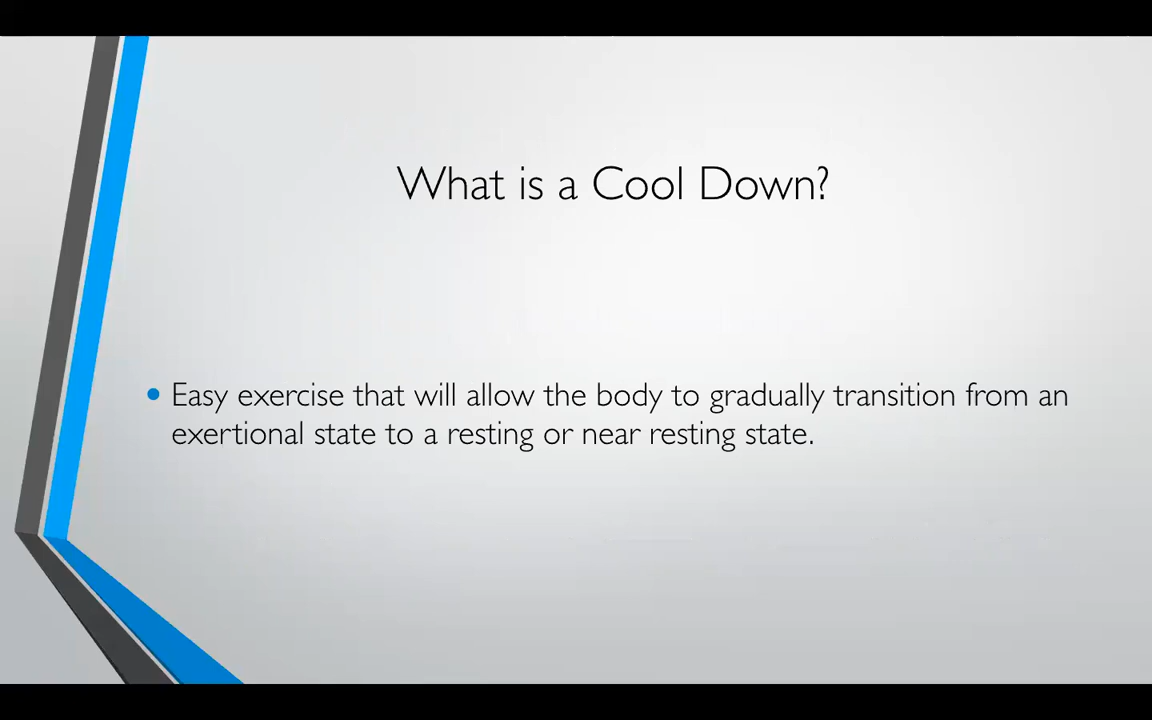 What is a Cool Down?
• Easy exercise that will allow the body to gradually transition from an
exertional state to a resting or near resting state.